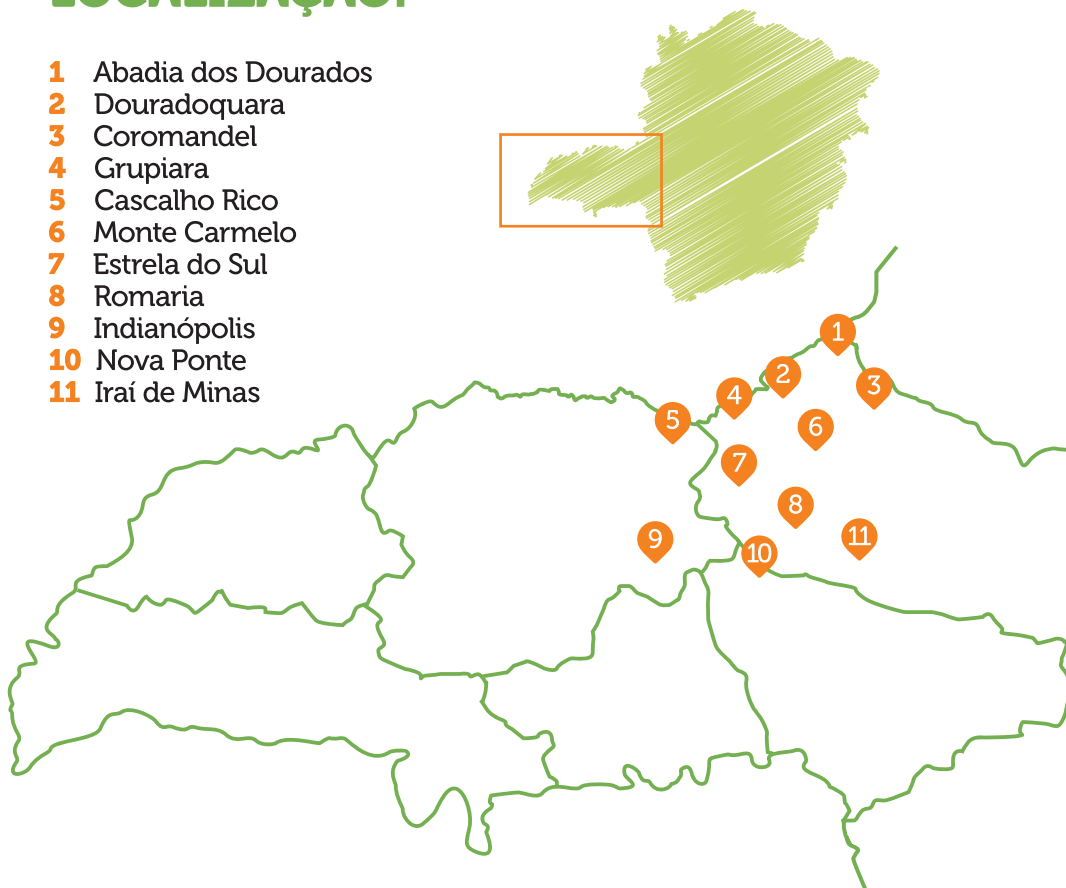 LOCALIZAÇÃO:
1 Abadia dos Dourados
2 Douradoquara
3 Coromandel
4 Grupiara
5 Cascalho Rico
6 Monte Carmelo
7 Estrela do Sul
8 Romaria
9 Indianópolis
10 Nova Ponte
11 Iraí de Minas
1
2
3
4
5
6
7
8
11
9
10